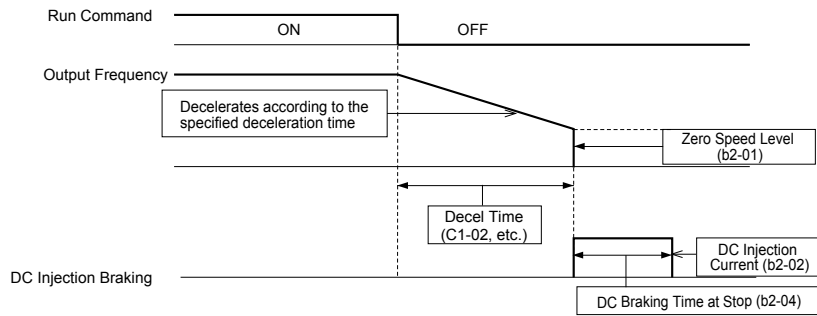 Run Command
ON
OFF
Output Frequency
Decelerates according to the
specified deceleration time
Zero Speed Level
(b2-01)
Decel Time
(C1-02, etc.)
DC Injection
Current (b2-02)
DC Injection Braking
DC Braking Time at Stop (b2-04)